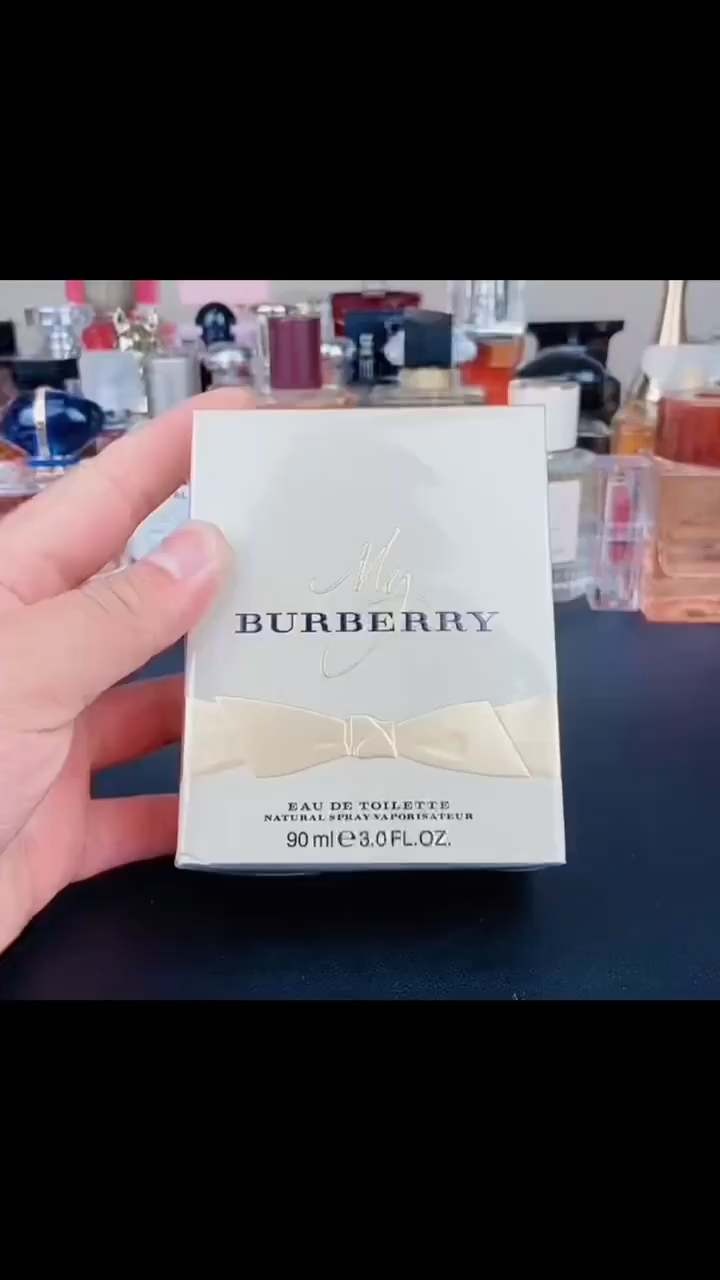 My
BURBERRY
EAU DE TOILETTE
NATURAL SPRAY VAPORISATEUR
90 ml ℮ 3.0 FL.OZ.